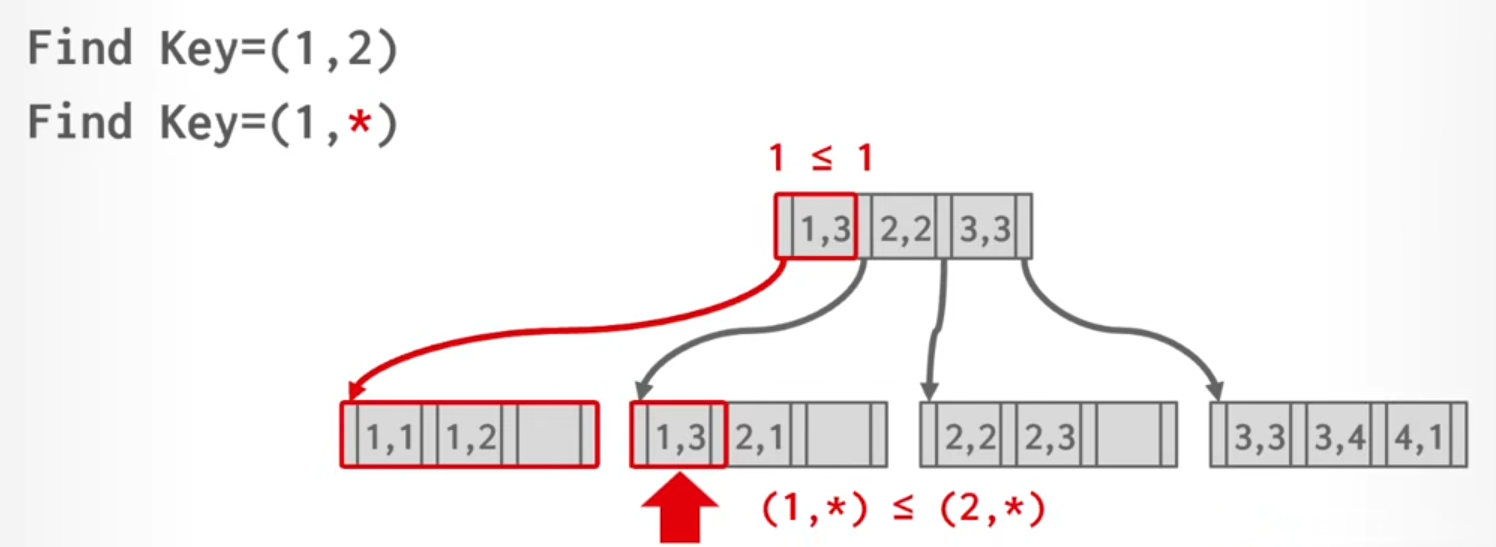 Find Key=(1,2)
Find Key=(1,*)
1 ≤ 1
1,3 2,2 3,3
1,1 1,2 1,3 2,1 2,2 2,3 3,3 3,4 4,1
(1,*) ≤ (2,*)